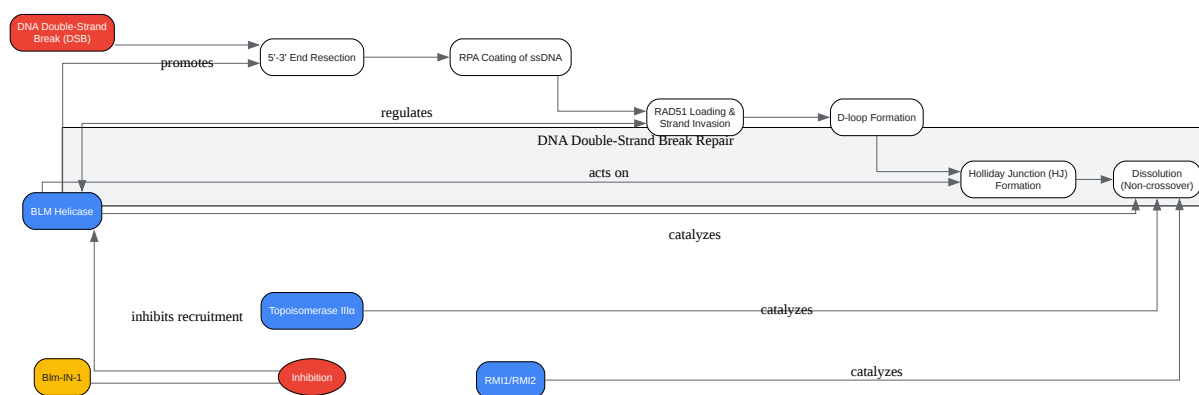 DNA Double-Strand
Break (DSB)
promotes
5'-3' End Resection
RPA Coating of ssDNA
regulates
RAD51 Loading &
Strand Invasion
D-loop Formation
DNA Double-Strand Break Repair
acts on
Holliday Junction (HJ)
Formation
Dissolution
(Non-crossover)
BLM Helicase
catalyzes
Topoisomerase IIIα
catalyzes
inhibits recruitment
Blm-IN-1
Inhibition
RMI1/RMI2
catalyzes